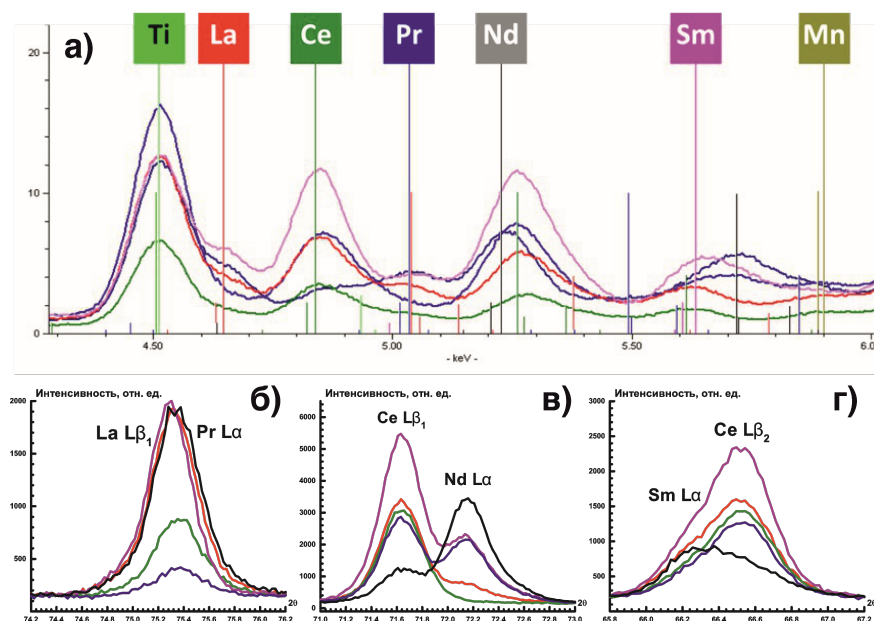 а)
Ti La Ce Pr Nd Sm Mn
20
10
0
4.50 5.00 5.50 6.0
- keV -
Интенсивность, отн. ед.
б)
2000
1500
1000
500
La Lβ₁ Pr Lα
74.2 74.4 74.6 74.8 75.0 75.2 75.4 75.6 75.8 76.0 76.2
2θ
Интенсивность, отн. ед.
в)
6000
5000
4000
3000
2000
1000
0
Ce Lβ₁
Nd Lα
71.0 71.2 71.4 71.6 71.8 72.0 72.2 72.4 72.6 72.8 73.0
2θ
Интенсивность, отн. ед.
г)
3000
2500
2000
1500
1000
500
Ce Lβ₂
Sm Lα
65.8 66.0 66.2 66.4 66.6 66.8 67.0 67.2
2θ